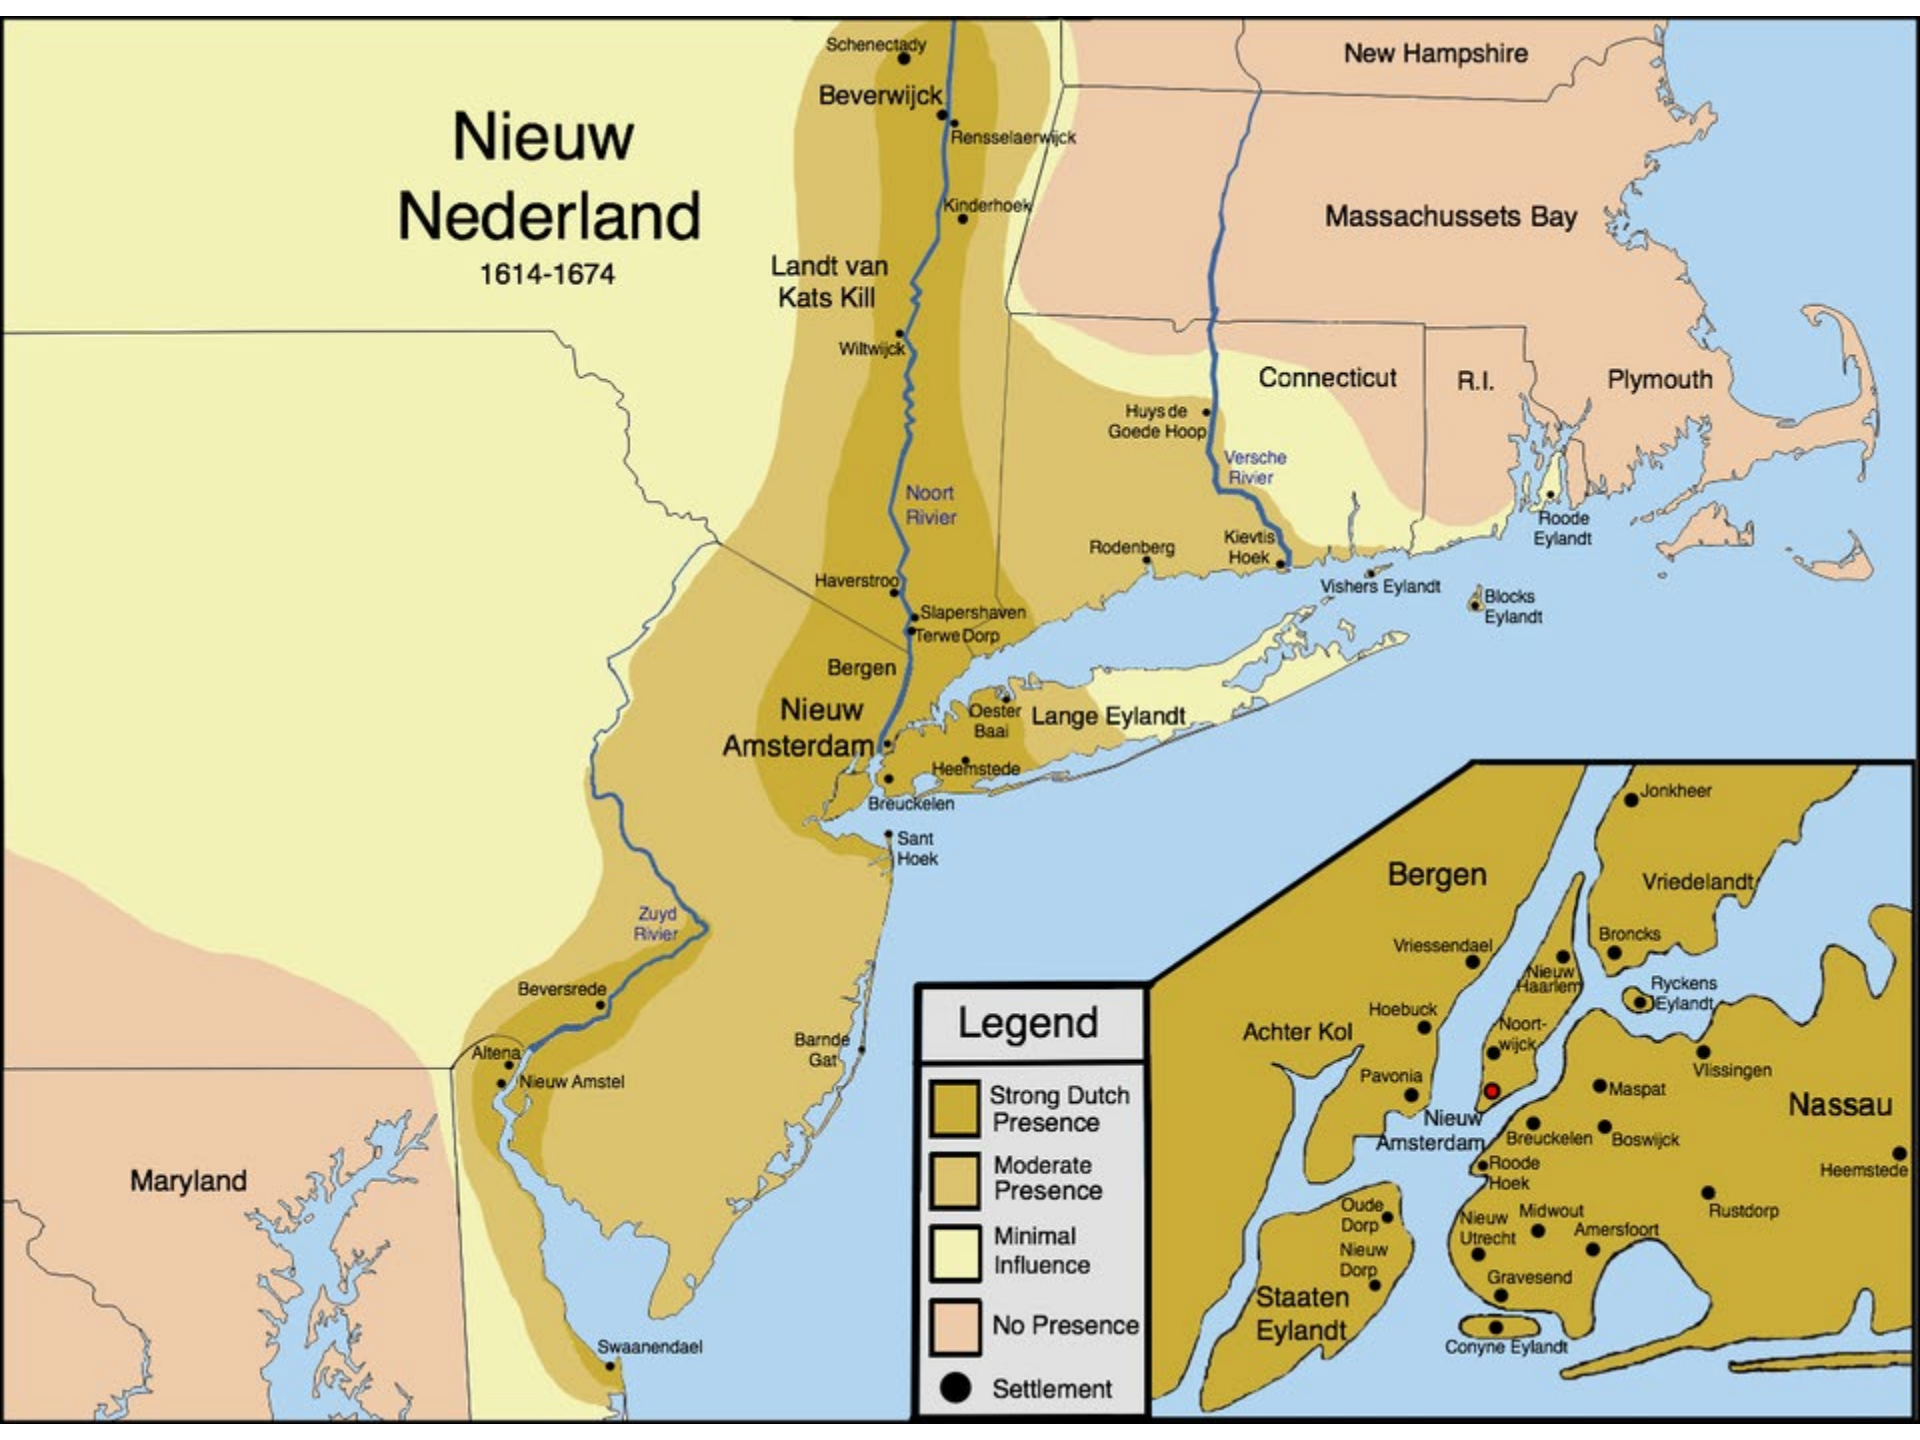 Nieuw
Nederland
1614-1674
Schenectady
Beverwijck
Rensselaerwijck
Kinderhoek
Landt van
Kats Kill
Wiltwijck
Noort
Rivier
Haverstroo
Slapershaven
Terwe Dorp
Bergen
Nieuw
Amsterdam
Oester
Baai
Lange Eylandt
Heemstede
Breuckelen
Sant
Hoek
New Hampshire
Massachussets Bay
Connecticut
R.I.
Plymouth
Huys de
Goede Hoop
Versche
Rivier
Rodenberg
Kievtis
Hoek
Roode
Eylandt
Vishers Eylandt
Blocks
Eylandt
Zuyd
Rivier
Beversrede
Altena
Nieuw Amstel
Barnde
Gat
Maryland
Swaanendael
Legend
Strong Dutch
Presence
Moderate
Presence
Minimal
Influence
No Presence
Settlement
Jonkheer
Bergen
Vriedelandt
Vriessendael
Broncks
Nieuw
Haarlem
Ryckens
Eylandt
Hoebuck
Achter Kol
Noort-
wijck
Pavonia
Vlissingen
Maspat
Nassau
Nieuw
Amsterdam
Breuckelen
Boswijck
Roode
Hoek
Heemstede
Oude
Dorp
Nieuw
Utrecht
Midwout
Amersfoort
Rustdorp
Nieuw
Dorp
Gravesend
Staaten
Eylandt
Conyne Eylandt